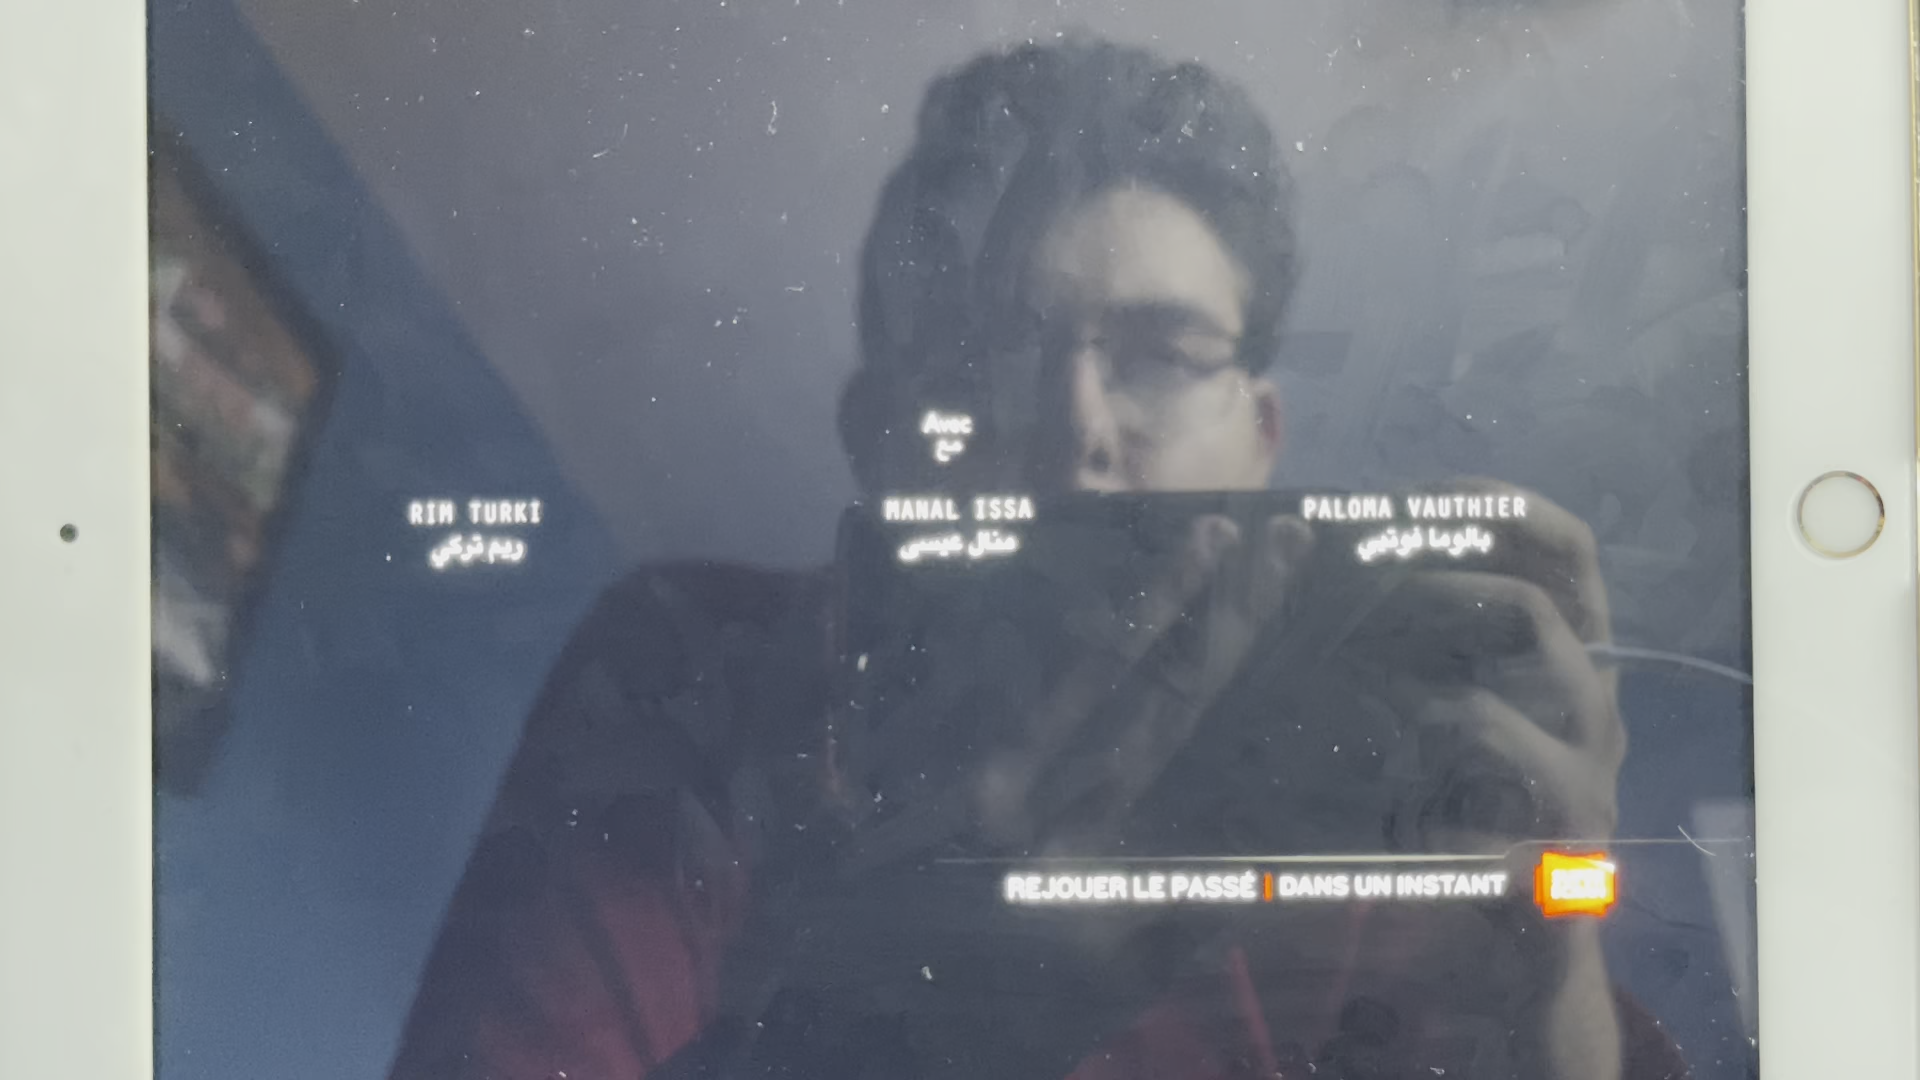 Avec
مع
RIM TURKI
ريم تركي
MANAL ISSA
منال عيسى
PALOMA VAUTHIER
بالوما فوتيي
REJOUER LE PASSÉ | DANS UN INSTANT